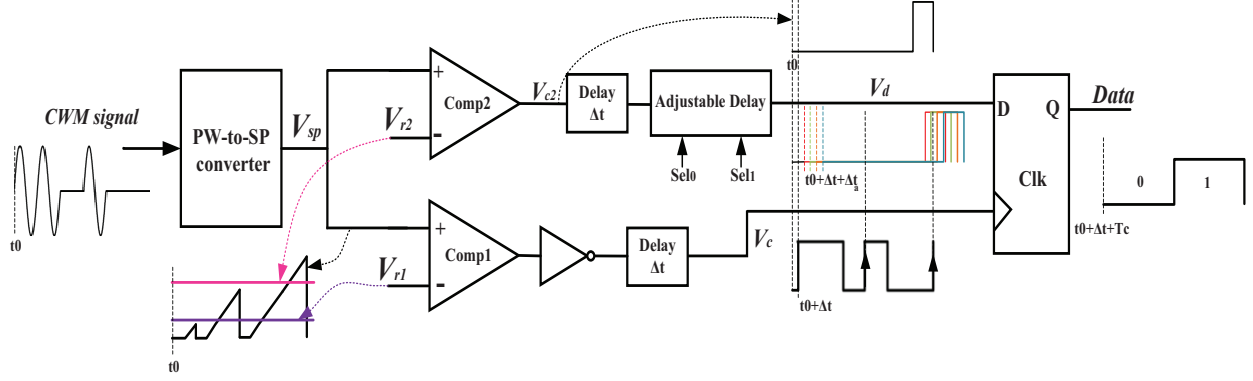 CWM signal
t0
PW-to-SP
converter
Vsp
Vr2
Vr1
t0
+
-
Comp2
+
-
Comp1
Vc2
Delay
Δt
Adjustable Delay
Sel0
Sel1
Delay
Δt
t0
Vd
t0+Δt+Δta
Vc
t0+Δt
D
Q
Clk
Data
0
1
t0+Δt+Tc